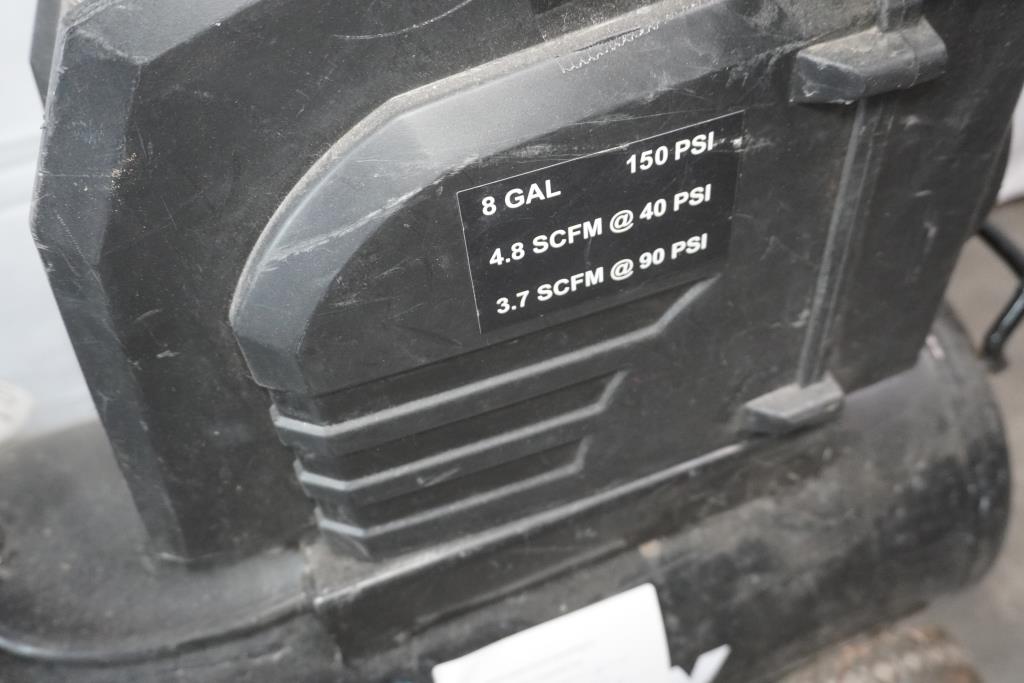 8 GAL 150 PSI
4.8 SCFM @ 40 PSI
3.7 SCFM @ 90 PSI